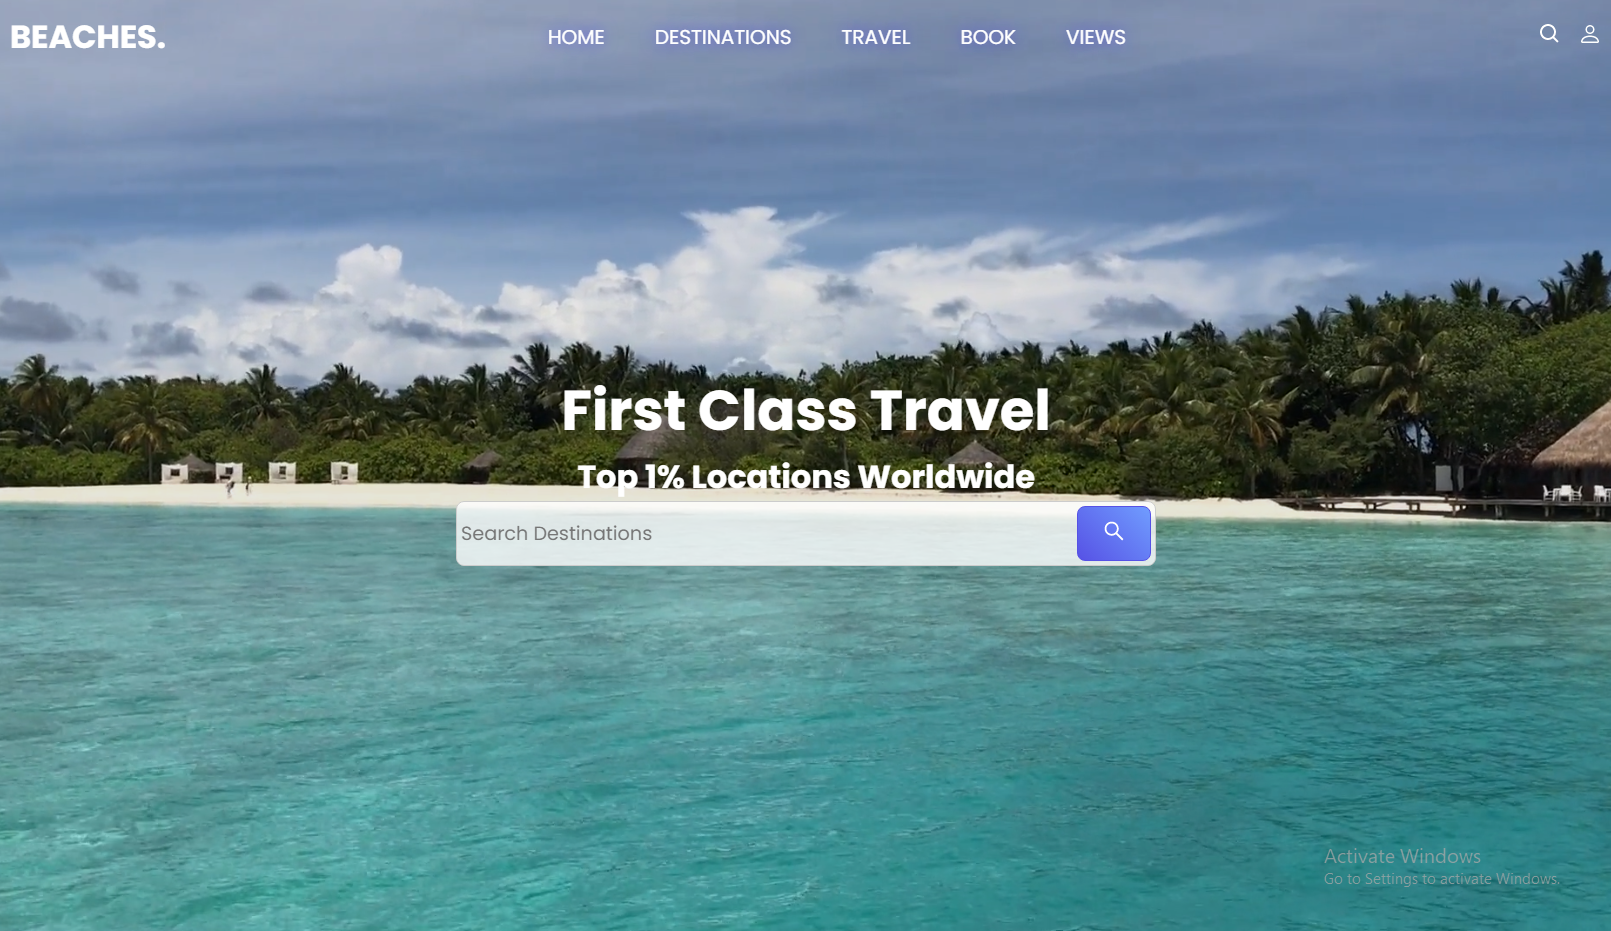 BEACHES.
HOME DESTINATIONS TRAVEL BOOK VIEWS
First Class Travel
Top 1% Locations Worldwide
Search Destinations
Activate Windows
Go to Settings to activate Windows.